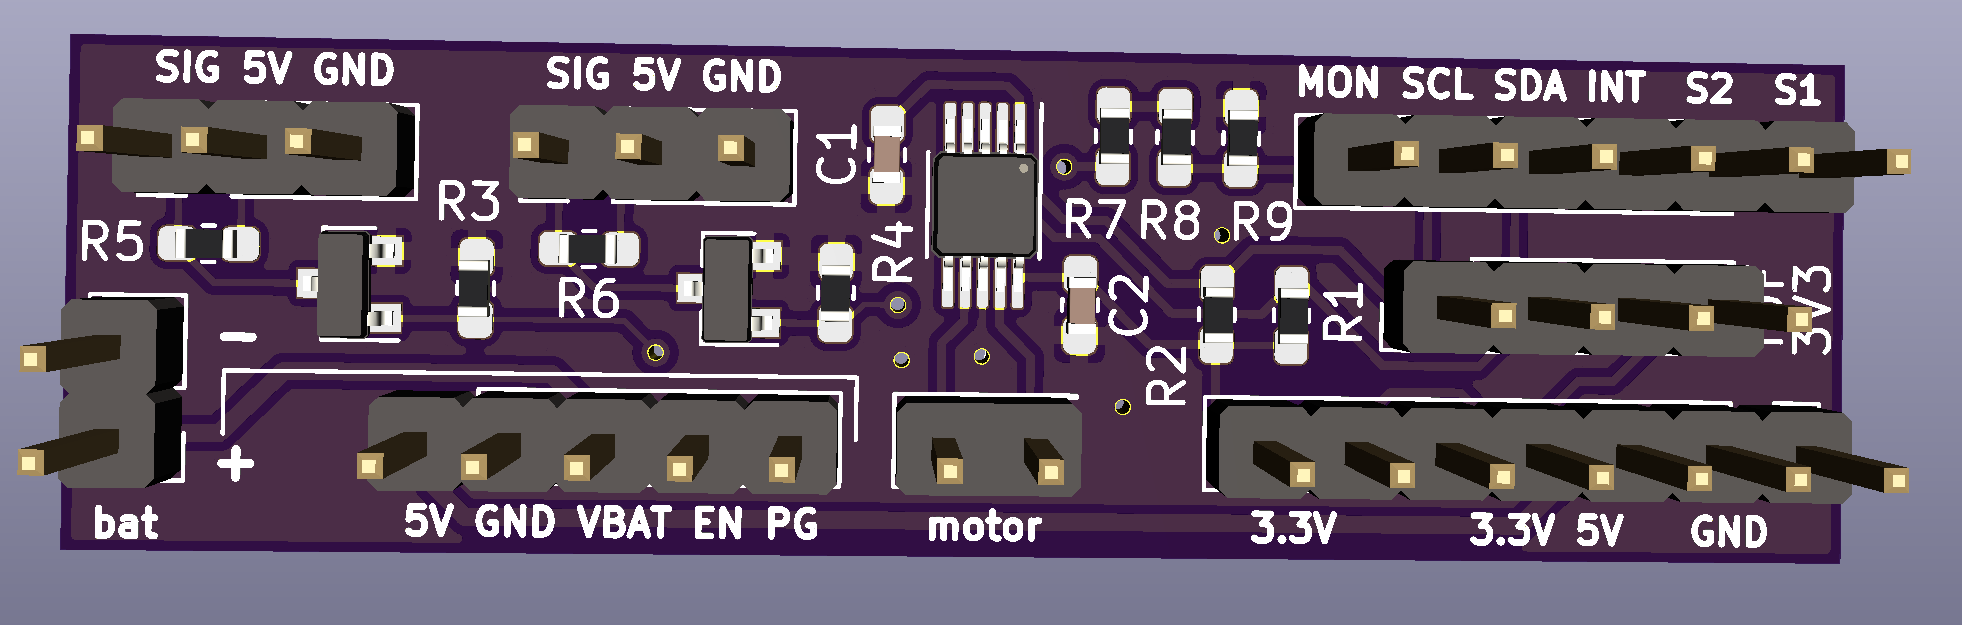 SIG 5V GND
SIG 5V GND
MON SCL SDA INT S2 S1
C1
R3
R5
R4
R7 R8 R9
R6
C2
R1
3V3
-
R2
+
bat
5V GND VBAT EN PG
motor
3.3V
3.3V 5V
GND